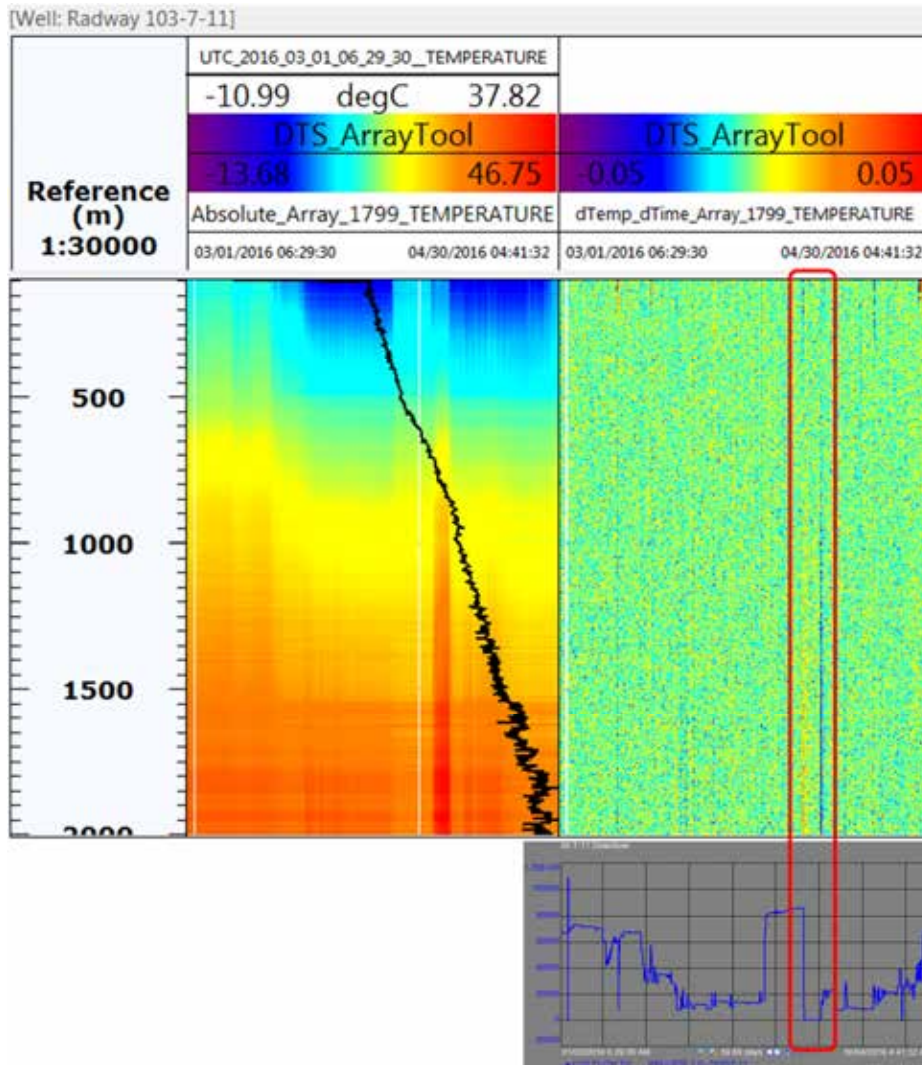 [Well: Radway 103-7-11]
UTC_2016_03_01_06_29_30__TEMPERATURE
-10.99 degC 37.82
DTS_ArrayTool DTS_ArrayTool
-13.68 46.75 -0.05 0.05
Reference
(m)
1:30000
Absolute_Array_1799_TEMPERATURE dTemp_dTime_Array_1799_TEMPERATURE
03/01/2016 06:29:30 04/30/2016 04:41:32 03/01/2016 06:29:30 04/30/2016 04:41:32
500
1000
1500
2000